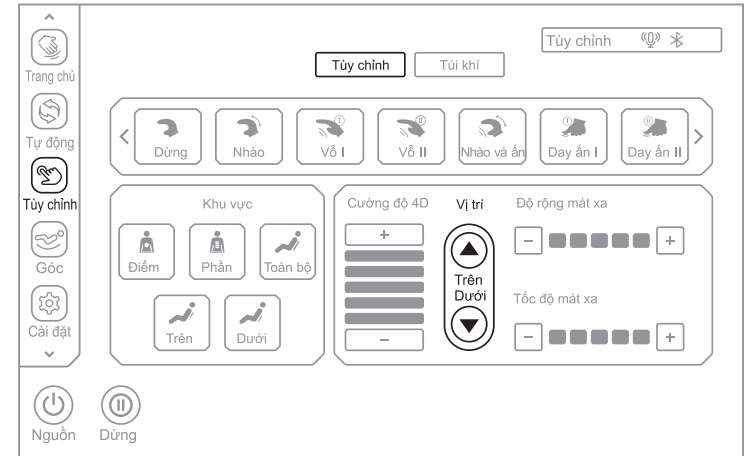 Trang chủ
Tự động
Tùy chỉnh
Góc
Cài đặt
Nguồn
Dừng
Tùy chỉnh
Túi khí
Tùy chỉnh
Dừng
Nhào
Vỗ I
Vỗ II
Nhào và ấn
Day ấn I
Day ấn II
Khu vực
Điểm
Phần
Toàn bộ
Trên
Dưới
Cường độ 4D
+
−
Vị trí
Trên
Dưới
Độ rộng mát xa
− +
Tốc độ mát xa
− +